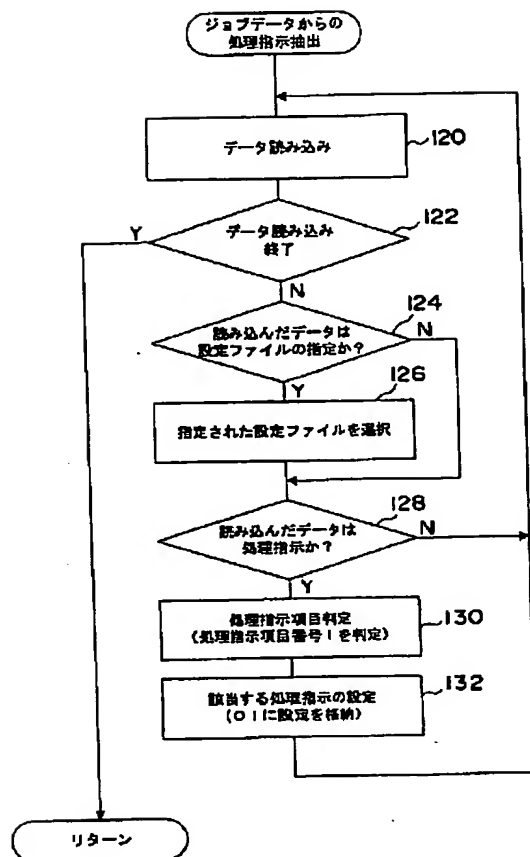 ジョブデータからの
処理指示抽出
データ読み込み
120
データ読み込み
終了
122
Y
N
読み込んだデータは
設定ファイルの指定か?
124
N
Y
126
指定された設定ファイルを選択
読み込んだデータは
処理指示か?
128
N
Y
処理指示項目判定
(処理指示項目番号Iを判定)
130
該当する処理指示の設定
(OIに設定を格納)
132
リターン